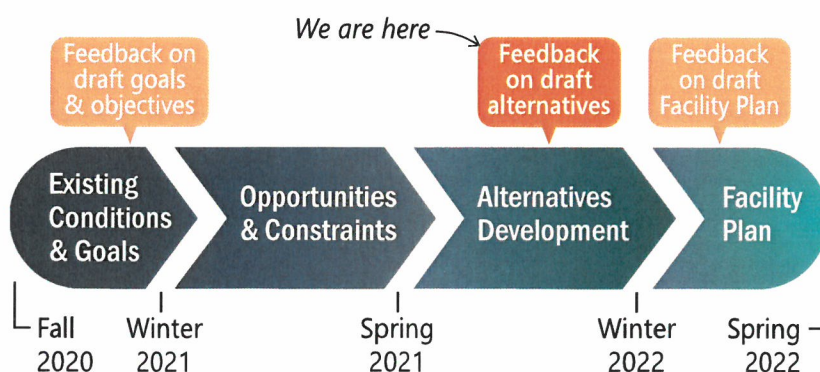 We are here
Feedback on
draft goals
& objectives
Feedback
on draft
alternatives
Feedback
on draft
Facility Plan
Existing
Conditions
& Goals
Opportunities
& Constraints
Alternatives
Development
Facility
Plan
Fall
2020
Winter
2021
Spring
2021
Winter
2022
Spring
2022